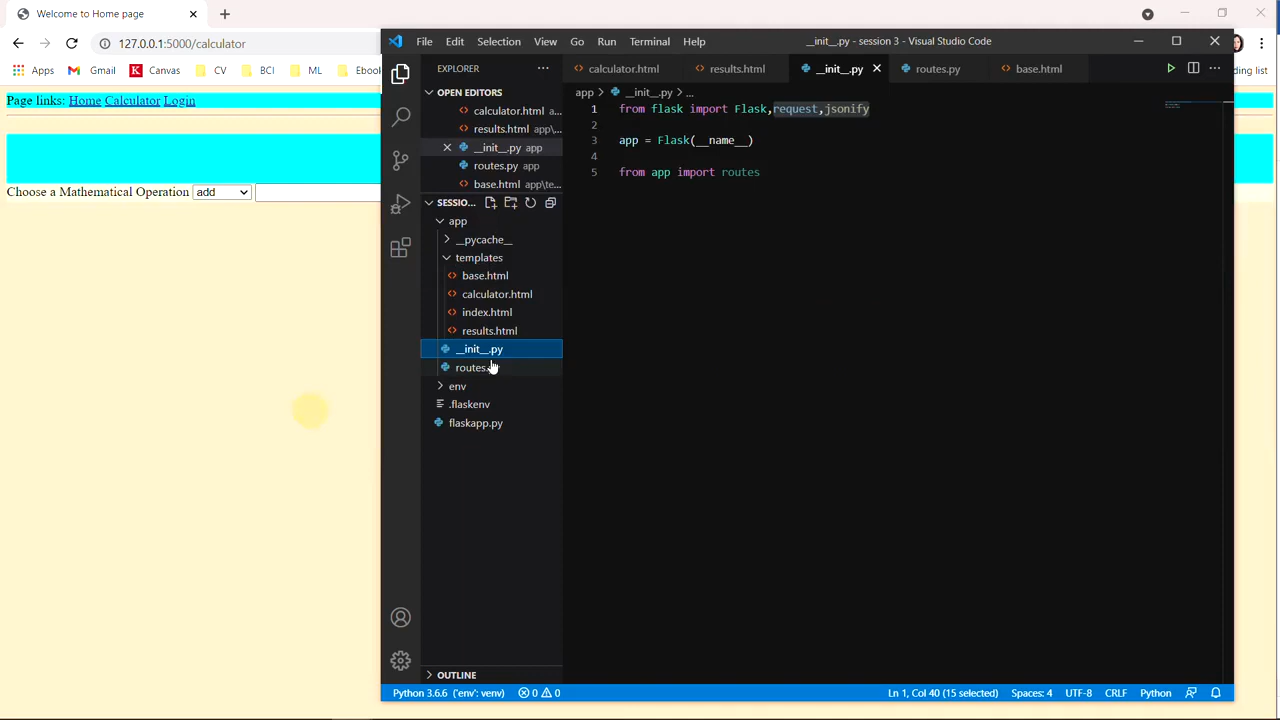 Welcome to Home page
127.0.0.1:5000/calculator
Apps Gmail Canvas CV BCI ML Ebook
Page links: Home Calculator Login
Choose a Mathematical Operation add
ding list
File Edit Selection View Go Run Terminal Help
__init__.py - session 3 - Visual Studio Code
EXPLORER
calculator.html results.html __init__.py routes.py base.html
OPEN EDITORS
calculator.html a...
results.html app\...
__init__.py app
routes.py app
base.html app\te...
SESSIO...
app
__pycache__
templates
base.html
calculator.html
index.html
results.html
__init__.py
routes.
env
.flaskenv
flaskapp.py
OUTLINE
app > __init__.py > ...
1 from flask import Flask,request,jsonify
2
3 app = Flask(__name__)
4
5 from app import routes
Python 3.6.6 ('env': venv) 0 0 Ln 1, Col 40 (15 selected) Spaces: 4 UTF-8 CRLF Python